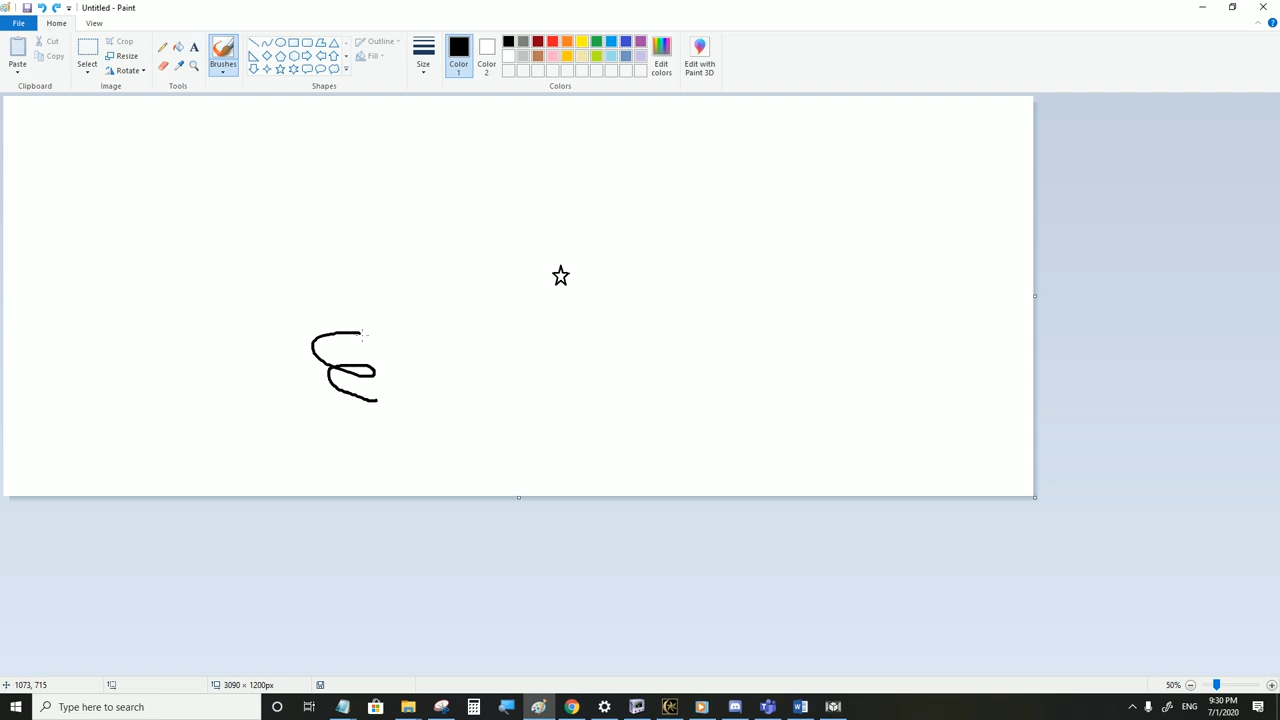 Untitled - Paint
File
Home
View
Paste
Cut
Copy
Clipboard
Select
Crop
Resize
Rotate
Image
Tools
Brushes
Shapes
Outline
Fill
Size
Color 1
Color 2
Edit colors
Colors
Edit with Paint 3D
1073, 715
3090 × 1200px
50%
Type here to search
ENG
9:30 PM
7/1/2020